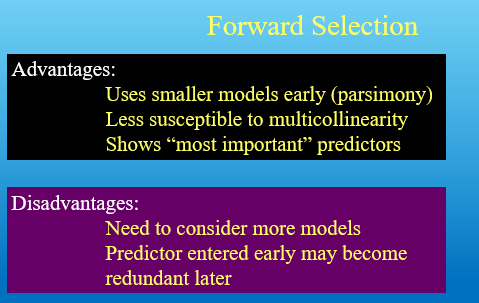 Forward Selection
Advantages:
Uses smaller models early (parsimony)
Less susceptible to multicollinearity
Shows “most important” predictors
Disadvantages:
Need to consider more models
Predictor entered early may become
redundant later